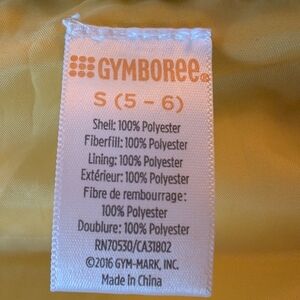 GYMBOREE®
S (5 – 6)
Shell: 100% Polyester
Fiberfill: 100% Polyester
Lining: 100% Polyester
Extérieur: 100% Polyester
Fibre de rembourrage:
100% Polyester
Doublure: 100% Polyester
RN70530/CA31802
©2016 GYM-MARK, INC.
Made in China